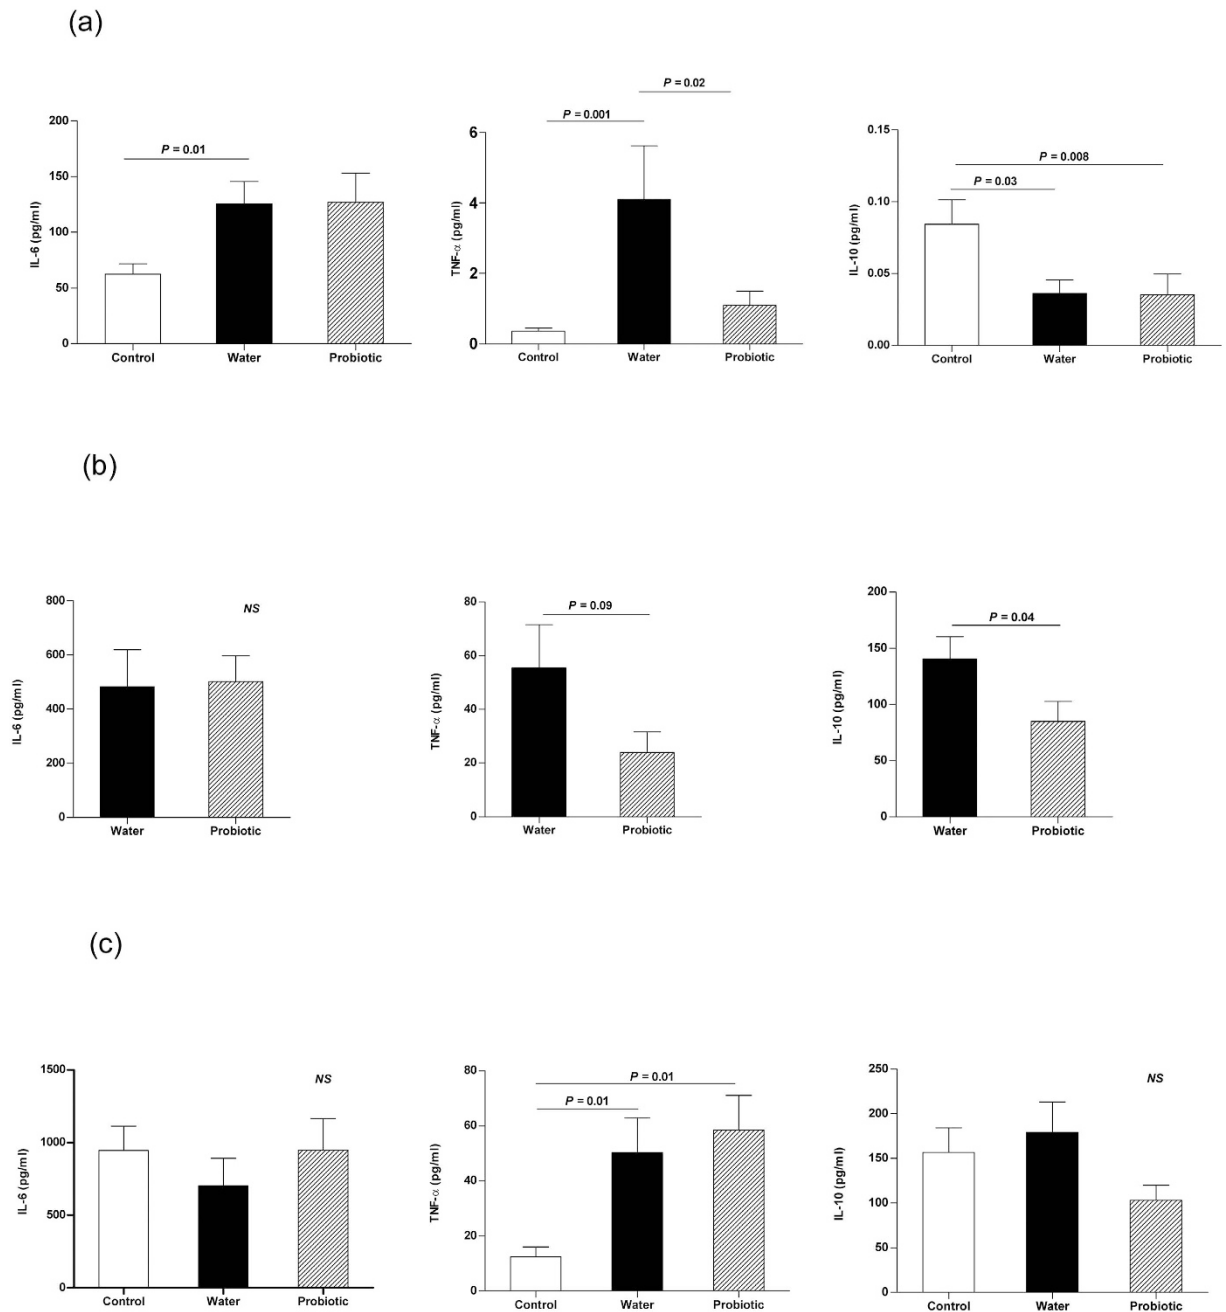 (a)
IL-6 (pg/ml)
200
150
100
50
0
P = 0.01
Control Water Probiotic
TNF-α (pg/ml)
6
4
2
0
P = 0.001
P = 0.02
Control Water Probiotic
IL-10 (pg/ml)
0.15
0.10
0.05
0.00
P = 0.008
P = 0.03
Control Water Probiotic
(b)
IL-6 (pg/ml)
800
600
400
200
0
NS
Water Probiotic
TNF-α (pg/ml)
80
60
40
20
0
P = 0.09
Water Probiotic
IL-10 (pg/ml)
200
150
100
50
0
P = 0.04
Water Probiotic
(c)
IL-6 (pg/ml)
1500
1000
500
0
NS
Control Water Probiotic
TNF-α (pg/ml)
80
60
40
20
0
P = 0.01
P = 0.01
Control Water Probiotic
IL-10 (pg/ml)
250
200
150
100
50
0
NS
Control Water Probiotic